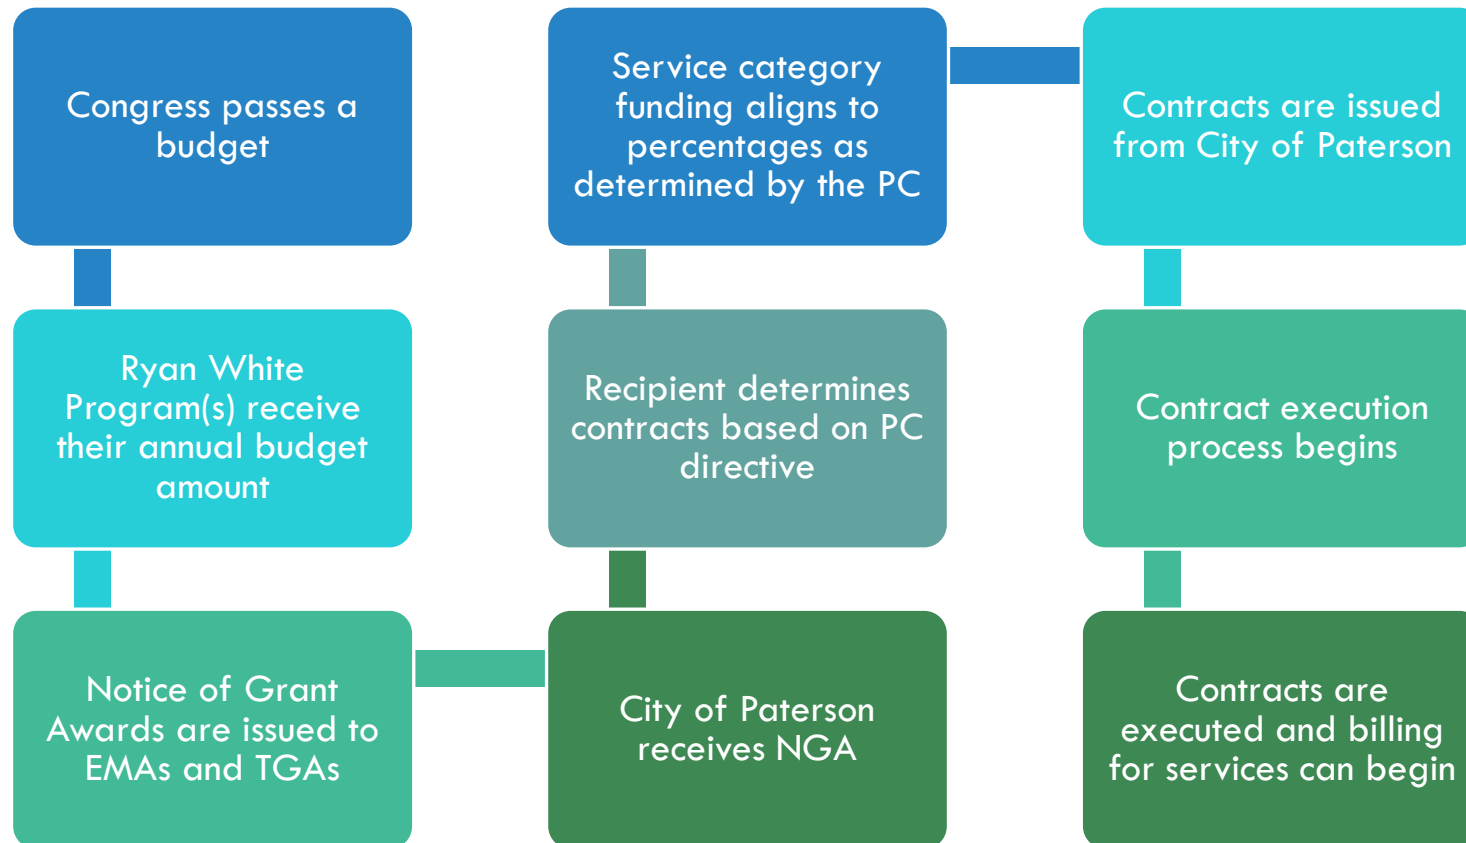 Congress passes a
budget
Ryan White
Program(s) receive
their annual budget
amount
Notice of Grant
Awards are issued to
EMAs and TGAs
City of Paterson
receives NGA
Recipient determines
contracts based on PC
directive
Service category
funding aligns to
percentages as
determined by the PC
Contracts are issued
from City of Paterson
Contract execution
process begins
Contracts are
executed and billing
for services can begin